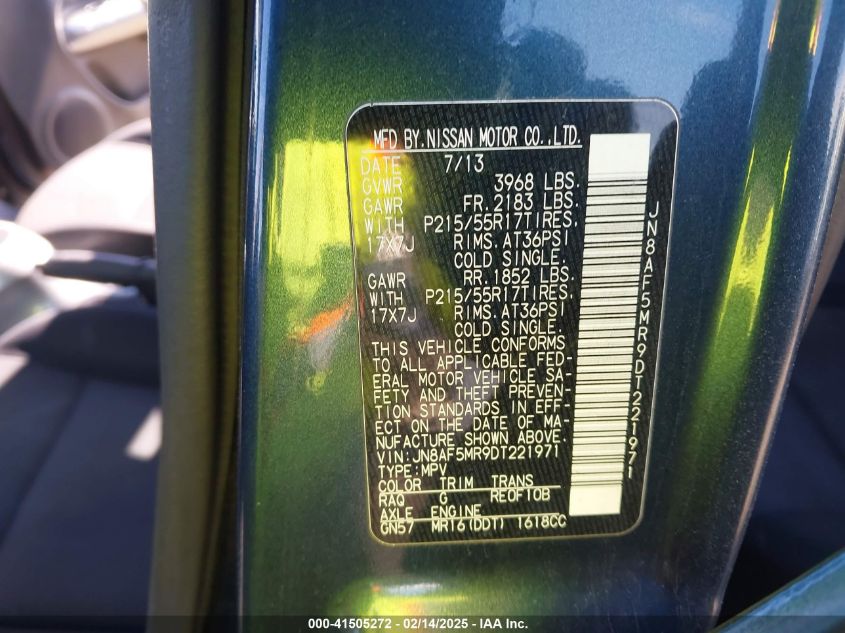 MFD BY.NISSAN MOTOR CO.,LTD.
DATE 7/13
GVWR 3968 LBS.
GAWR FR.2183 LBS.
WITH P215/55R17TIRES,
17X7J RIMS.AT36PSI
COLD SINGLE.
GAWR RR.1852 LBS.
WITH P215/55R17TIRES,
17X7J RIMS.AT36PSI
COLD SINGLE.
THIS VEHICLE CONFORMS
TO ALL APPLICABLE FED-
ERAL MOTOR VEHICLE SA-
FETY AND THEFT PREVEN-
TION STANDARDS IN EFF-
ECT ON THE DATE OF MA-
NUFACTURE SHOWN ABOVE.
VIN:JN8AF5MR9DT221971
TYPE:MPV
COLOR TRIM TRANS
RAQ G REOF10B
AXLE ENGINE
GN57 MR16(DDT) 1618CC
JN8AF5MR9DT221971
000-41505272 - 02/14/2025 - IAA Inc.